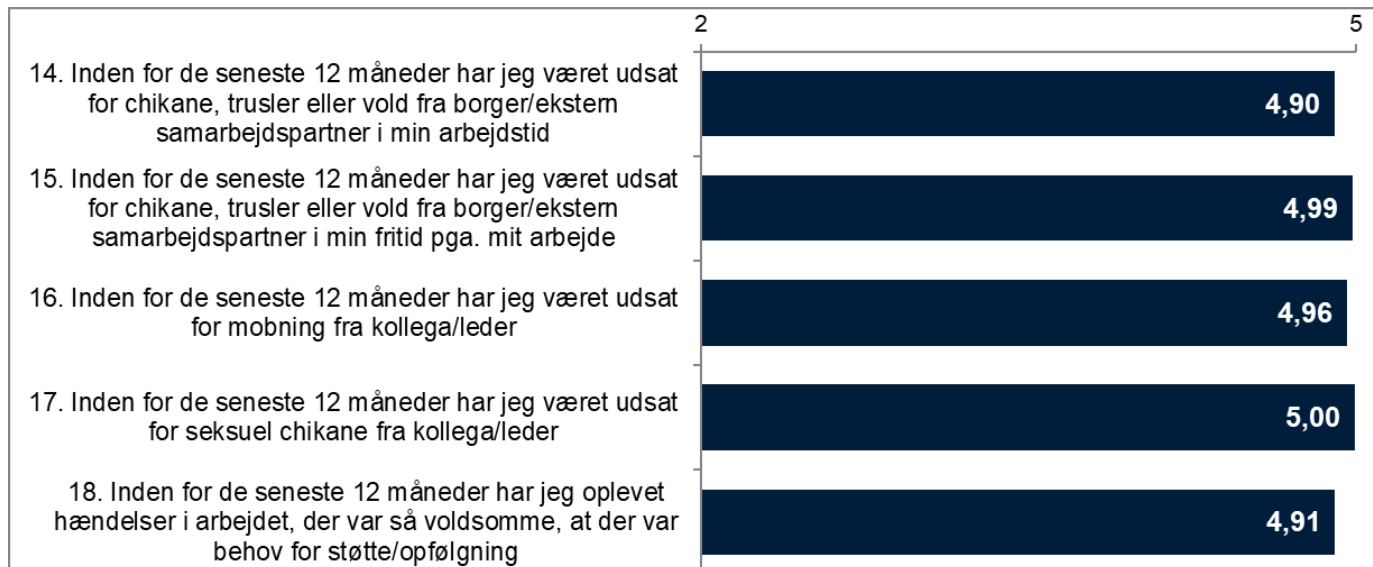 2
5
14. Inden for de seneste 12 måneder har jeg været udsat
for chikane, trusler eller vold fra borger/ekstern
samarbejdspartner i min arbejdstid
4,90
15. Inden for de seneste 12 måneder har jeg været udsat
for chikane, trusler eller vold fra borger/ekstern
samarbejdspartner i min fritid pga. mit arbejde
4,99
16. Inden for de seneste 12 måneder har jeg været udsat
for mobning fra kollega/leder
4,96
17. Inden for de seneste 12 måneder har jeg været udsat
for seksuel chikane fra kollega/leder
5,00
18. Inden for de seneste 12 måneder har jeg oplevet
hændelser i arbejdet, der var så voldsomme, at der var
behov for støtte/opfølgning
4,91